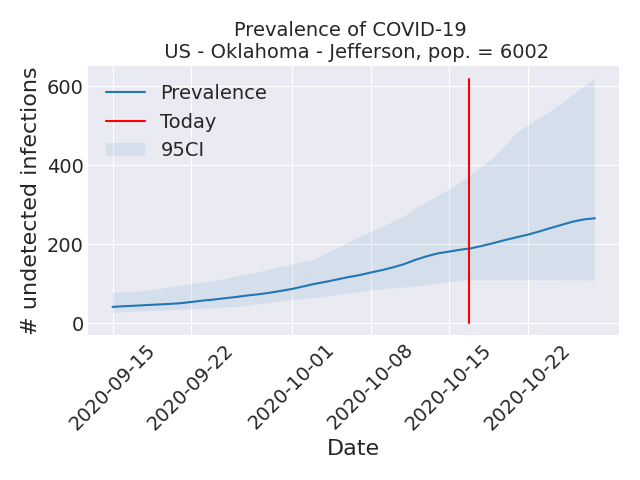 Prevalence of COVID-19
US - Oklahoma - Jefferson, pop. = 6002
# undetected infections
600
400
200
0
Prevalence
Today
95CI
2020-09-15
2020-09-22
2020-10-01
2020-10-08
2020-10-15
2020-10-22
Date